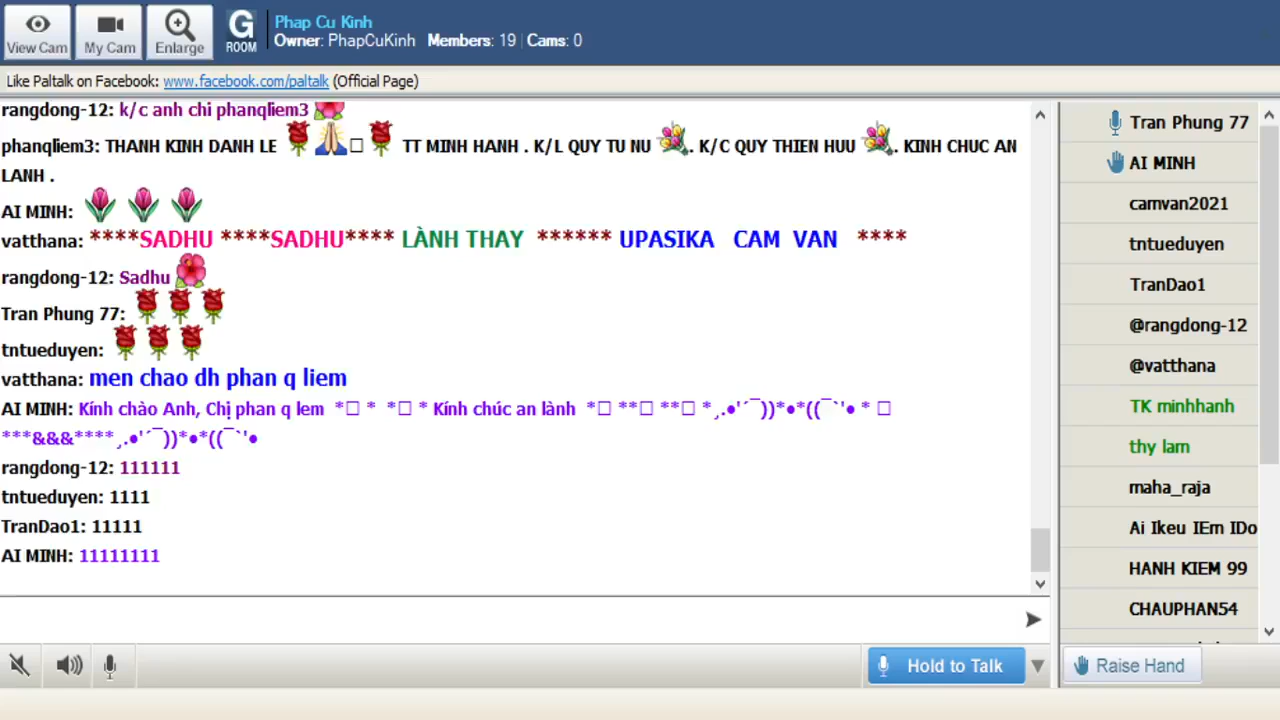 Phap Cu Kinh
Owner: PhapCuKinh Members: 19 | Cams: 0
View Cam
My Cam
Enlarge
G ROOM
Like Paltalk on Facebook: www.facebook.com/paltalk (Official Page)
rangdong-12: k/c anh chi phanqliem3
phanqliem3: THANH KINH DANH LE TT MINH HANH . K/L QUY TU NU . K/C QUY THIEN HUU . KINH CHUC AN
LANH .
AI MINH:
vatthana: ****SADHU ****SADHU**** LÀNH THAY ****** UPASIKA CAM VAN ****
rangdong-12: Sadhu
Tran Phung 77:
tntueduyen:
vatthana: men chao dh phan q liem
AI MINH: Kính chào Anh, Chị phan q lem *□ * *□ * Kính chúc an lành *□ **□ **□ *¸.•'´¯))*•*((¯`'• * □
***&&&****¸.•'´¯))*•*((¯`'•
rangdong-12: 111111
tntueduyen: 1111
TranDao1: 11111
AI MINH: 11111111
Tran Phung 77
AI MINH
camvan2021
tntueduyen
TranDao1
@rangdong-12
@vatthana
TK minhhanh
thy lam
maha_raja
Ai Ikeu IEm IDo
HANH KIEM 99
CHAUPHAN54
Hold to Talk
Raise Hand